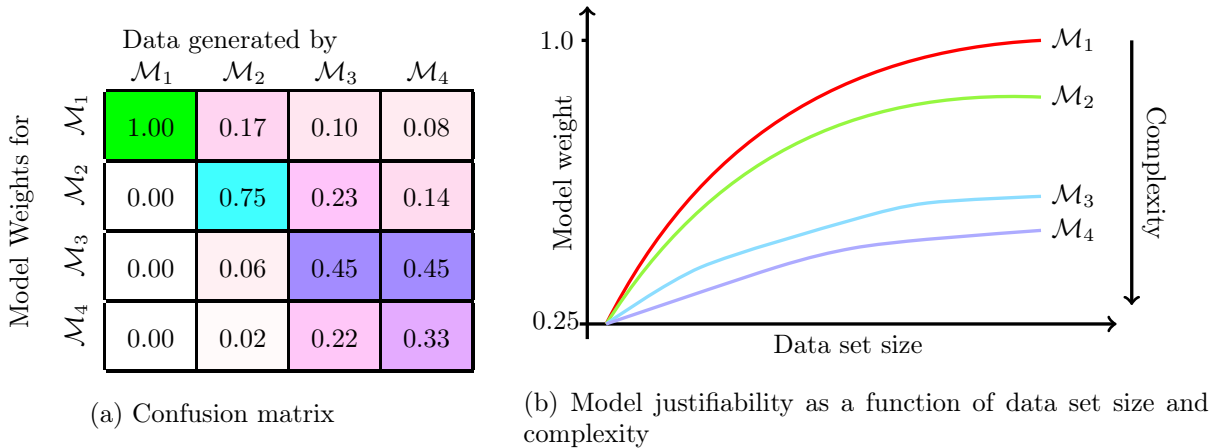 Data generated by
ℳ₁ ℳ₂ ℳ₃ ℳ₄
Model Weights for
ℳ₁ 1.00 0.17 0.10 0.08
ℳ₂ 0.00 0.75 0.23 0.14
ℳ₃ 0.00 0.06 0.45 0.45
ℳ₄ 0.00 0.02 0.22 0.33
(a) Confusion matrix
1.0
Model weight
0.25
ℳ₁
ℳ₂
ℳ₃
ℳ₄
Complexity
Data set size
(b) Model justifiability as a function of data set size and
complexity